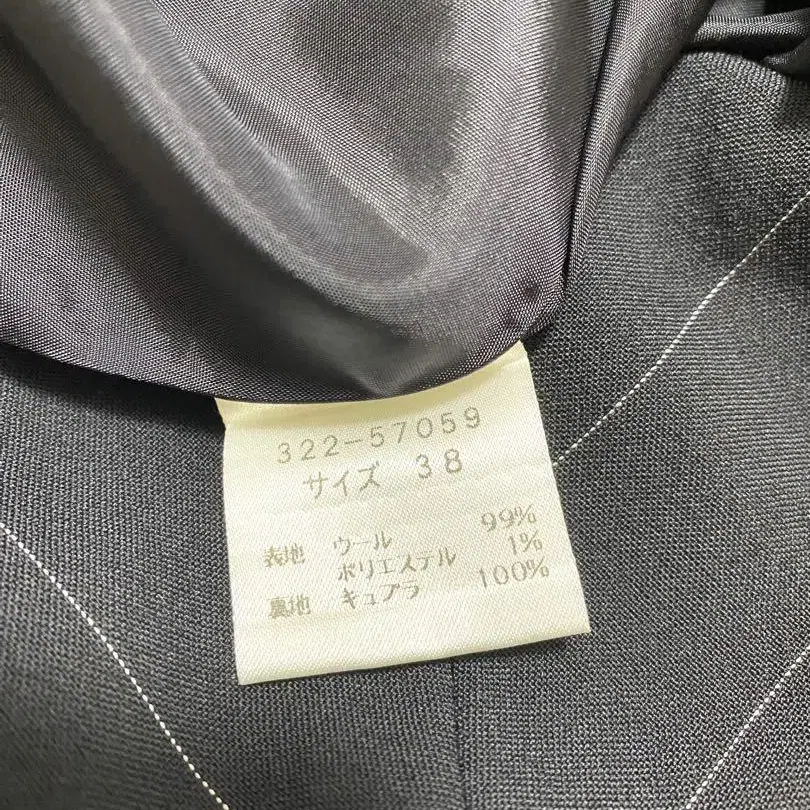 322-57059
サイズ 38
表地 ウール 99%
ポリエステル 1%
裏地 キュプラ 100%